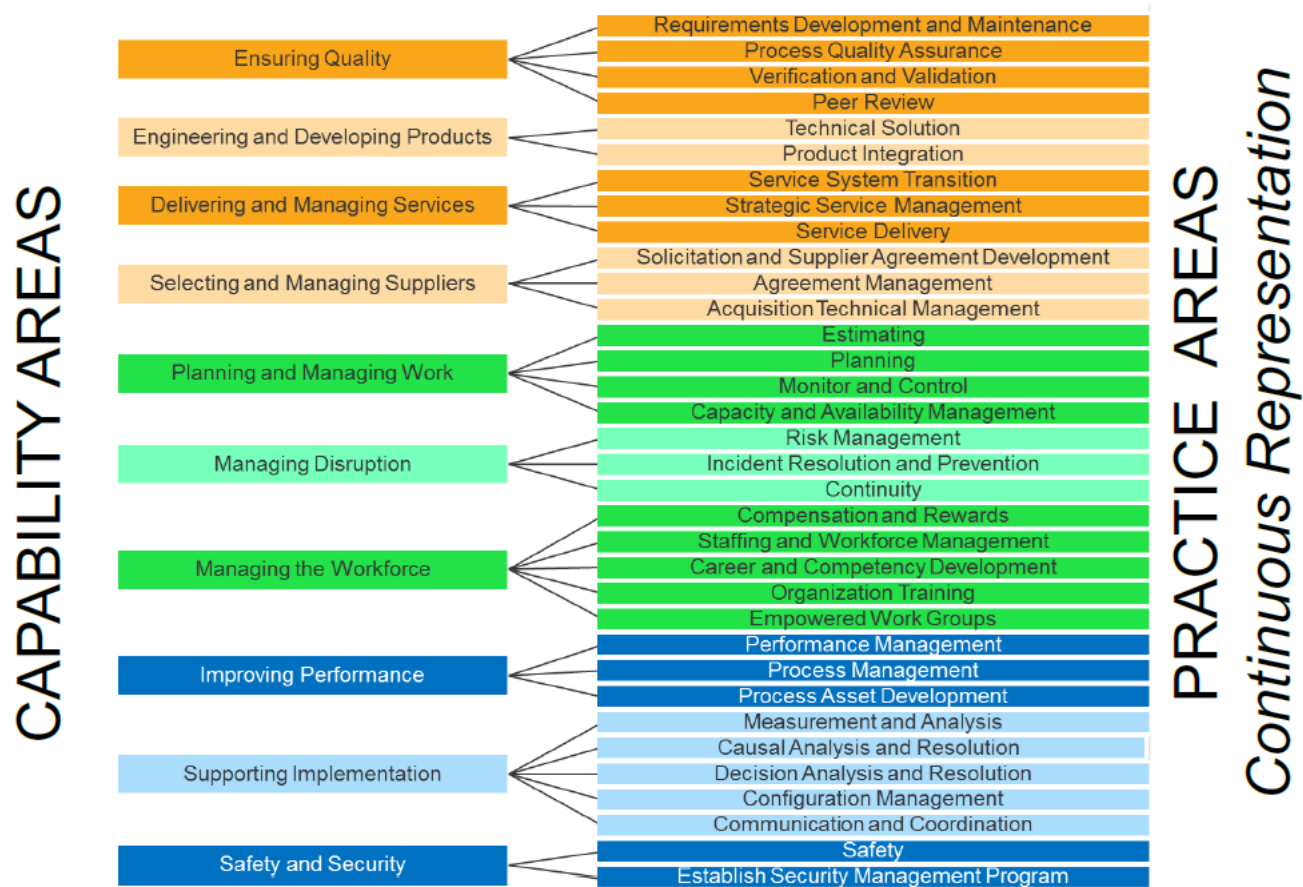 CAPABILITY AREAS
Ensuring Quality
Requirements Development and Maintenance
Process Quality Assurance
Verification and Validation
Peer Review
Engineering and Developing Products
Technical Solution
Product Integration
Delivering and Managing Services
Service System Transition
Strategic Service Management
Service Delivery
Selecting and Managing Suppliers
Solicitation and Supplier Agreement Development
Agreement Management
Acquisition Technical Management
Planning and Managing Work
Estimating
Planning
Monitor and Control
Capacity and Availability Management
Managing Disruption
Risk Management
Incident Resolution and Prevention
Continuity
Managing the Workforce
Compensation and Rewards
Staffing and Workforce Management
Career and Competency Development
Organization Training
Empowered Work Groups
Improving Performance
Performance Management
Process Management
Process Asset Development
Supporting Implementation
Measurement and Analysis
Causal Analysis and Resolution
Decision Analysis and Resolution
Configuration Management
Communication and Coordination
Safety and Security
Safety
Establish Security Management Program
PRACTICE AREAS
Continuous Representation